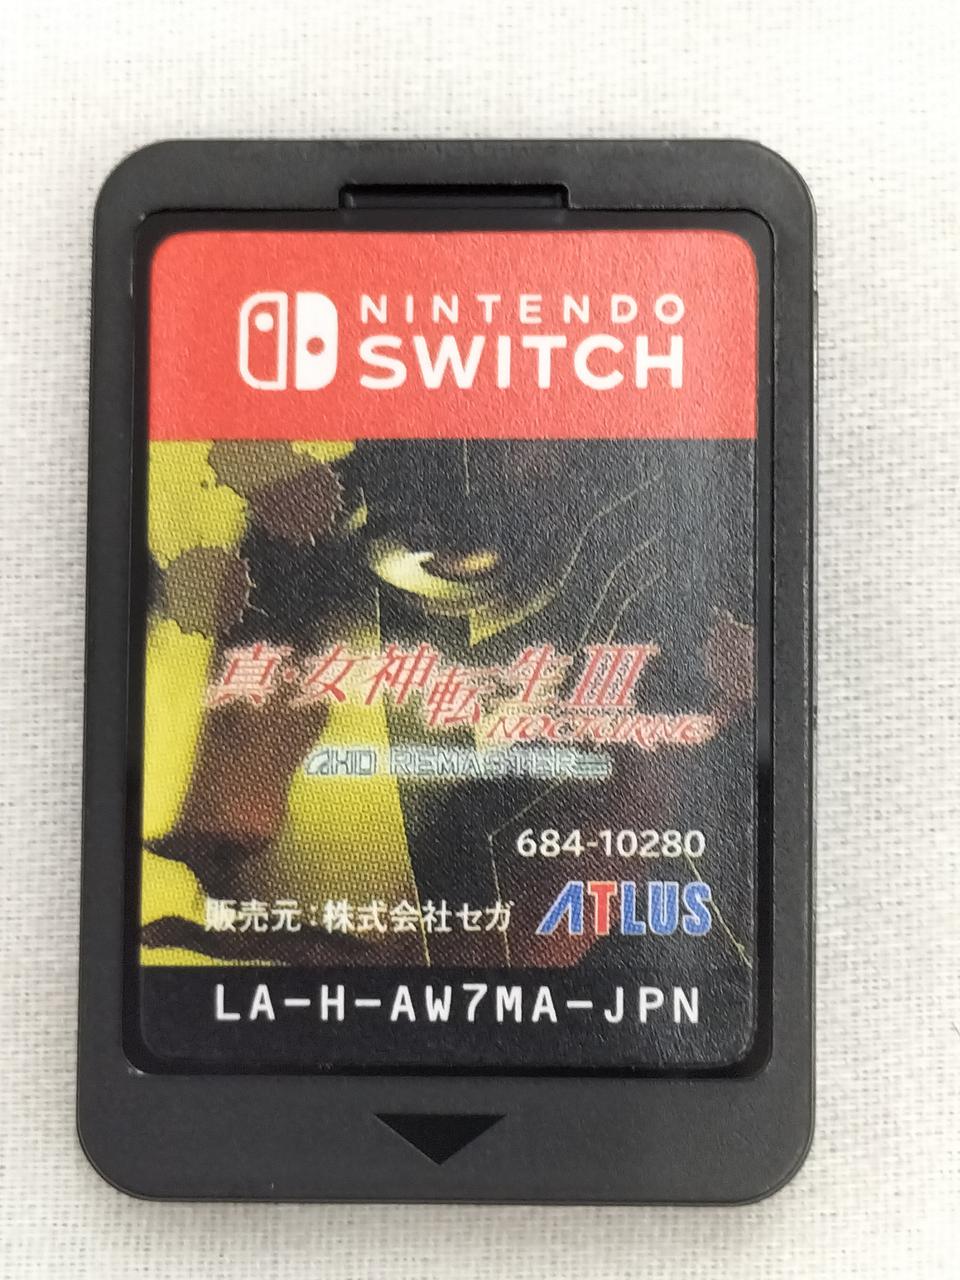 NINTENDO
SWITCH
真・女神転生III
NOCTURNE
HD REMASTER
684-10280
販売元:株式会社セガ ATLUS
LA-H-AW7MA-JPN